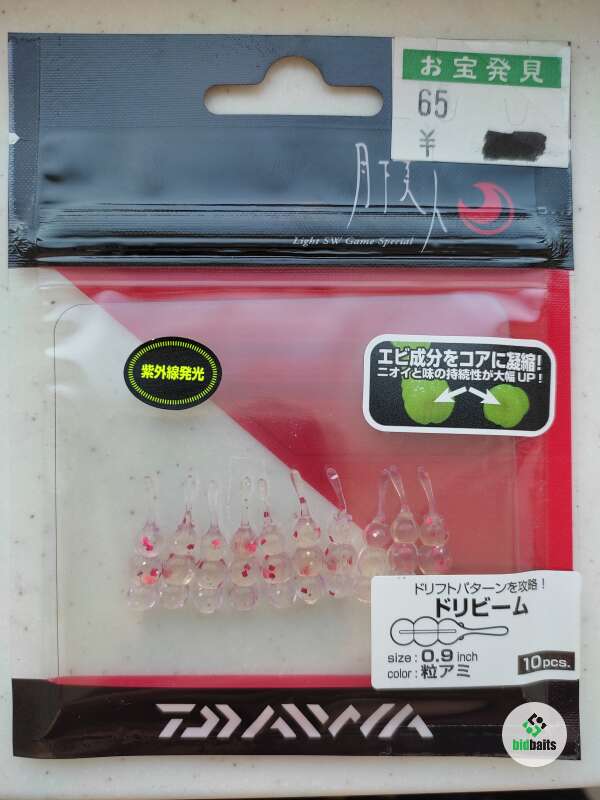 お宝発見
65
¥
月下美人
Light SW Game Special
紫外線発光
エビ成分をコアに凝縮!
ニオイと味の持続性が大幅UP!
ドリフトパターンを攻略!
ドリビーム
size : 0.9 inch
color : 粒アミ
10pcs.
DAIWA
bidbaits